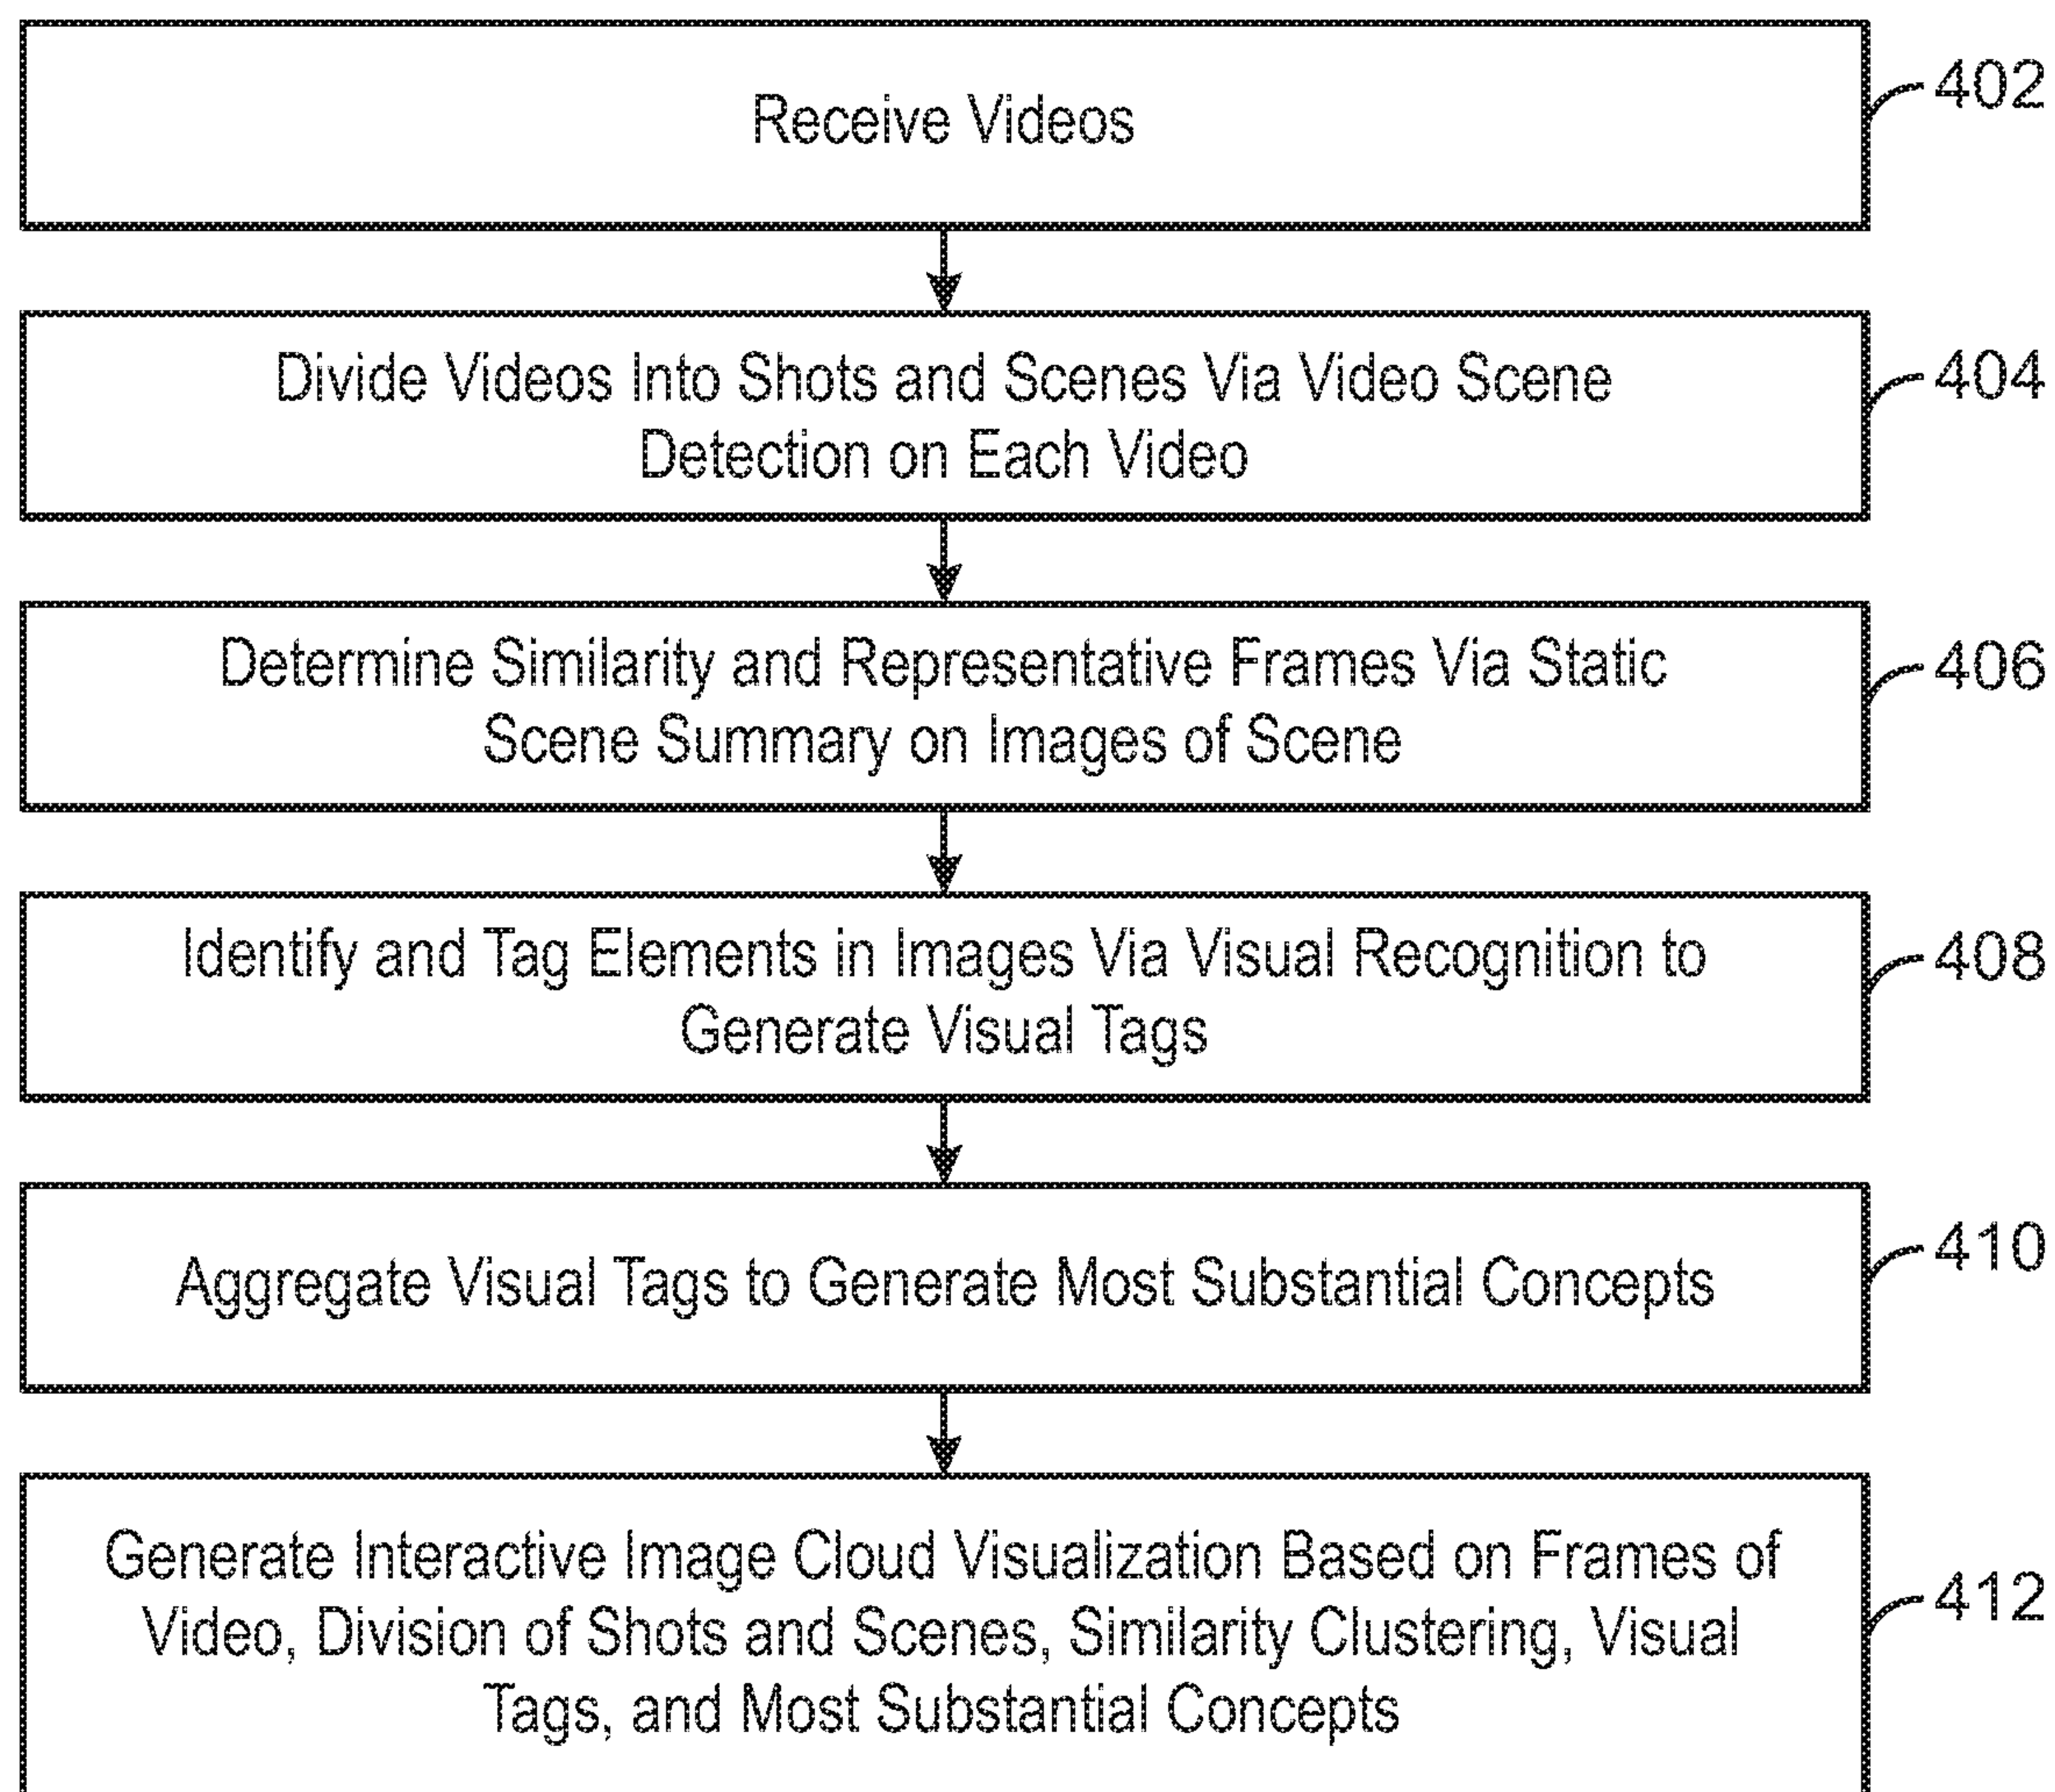 Receive Videos
402
Divide Videos Into Shots and Scenes Via Video Scene
Detection on Each Video
404
Determine Similarity and Representative Frames Via Static
Scene Summary on Images of Scene
406
Identify and Tag Elements in Images Via Visual Recognition to
Generate Visual Tags
408
Aggregate Visual Tags to Generate Most Substantial Concepts
410
Generate Interactive Image Cloud Visualization Based on Frames of
Video, Division of Shots and Scenes, Similarity Clustering, Visual
Tags, and Most Substantial Concepts
412